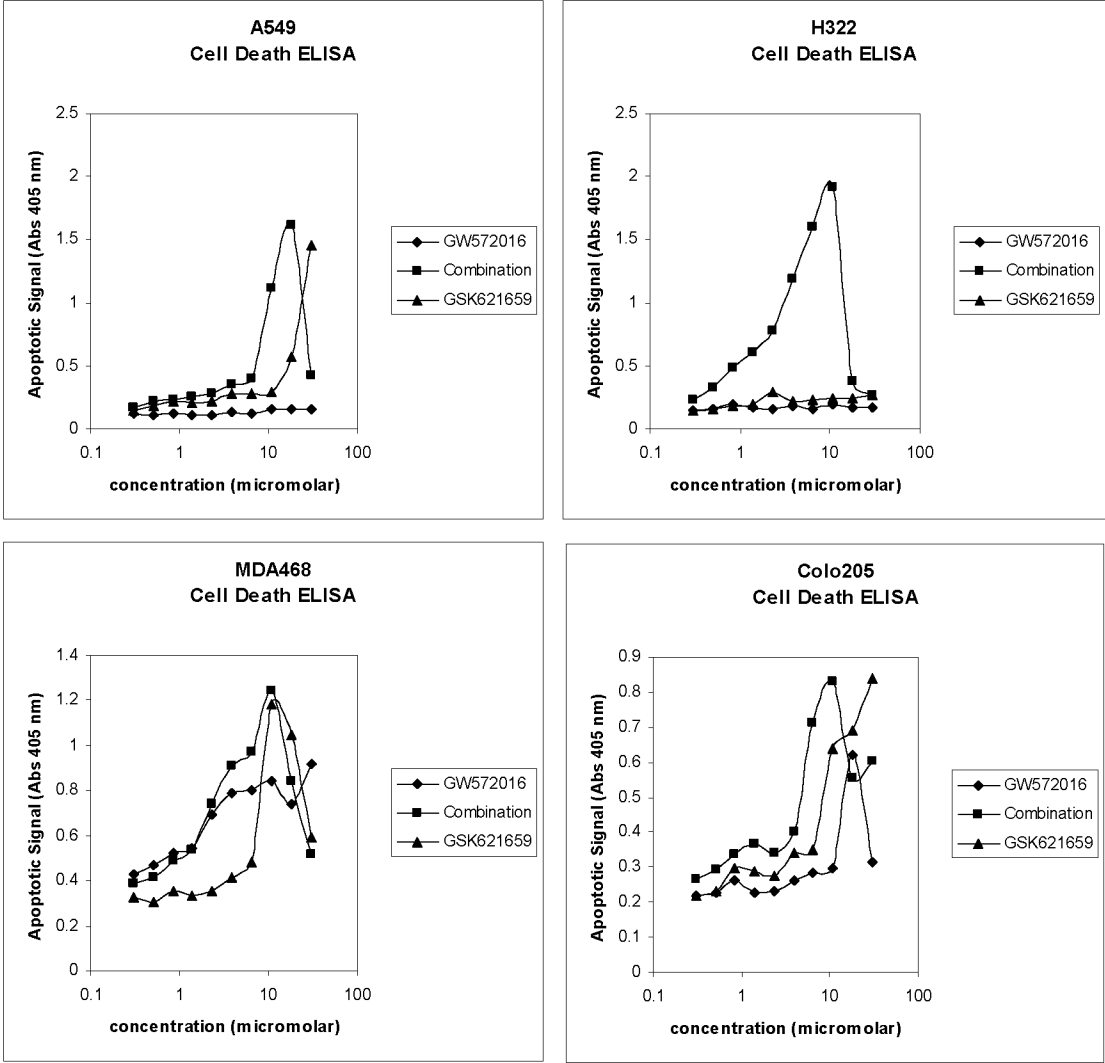 A549
Cell Death ELISA
Apoptotic Signal (Abs 405 nm)
2.5
2
1.5
1
0.5
0
0.1
1
10
100
concentration (micromolar)
GW572016
Combination
GSK621659
H322
Cell Death ELISA
Apoptotic Signal (Abs 405 nm)
2.5
2
1.5
1
0.5
0
0.1
1
10
100
concentration (micromolar)
GW572016
Combination
GSK621659
MDA468
Cell Death ELISA
Apoptotic Signal (Abs 405 nm)
1.4
1.2
1
0.8
0.6
0.4
0.2
0
0.1
1
10
100
concentration (micromolar)
GW572016
Combination
GSK621659
Colo205
Cell Death ELISA
Apoptotic Signal (Abs 405 nm)
0.9
0.8
0.7
0.6
0.5
0.4
0.3
0.2
0.1
0
0.1
1
10
100
concentration (micromolar)
GW572016
Combination
GSK621659